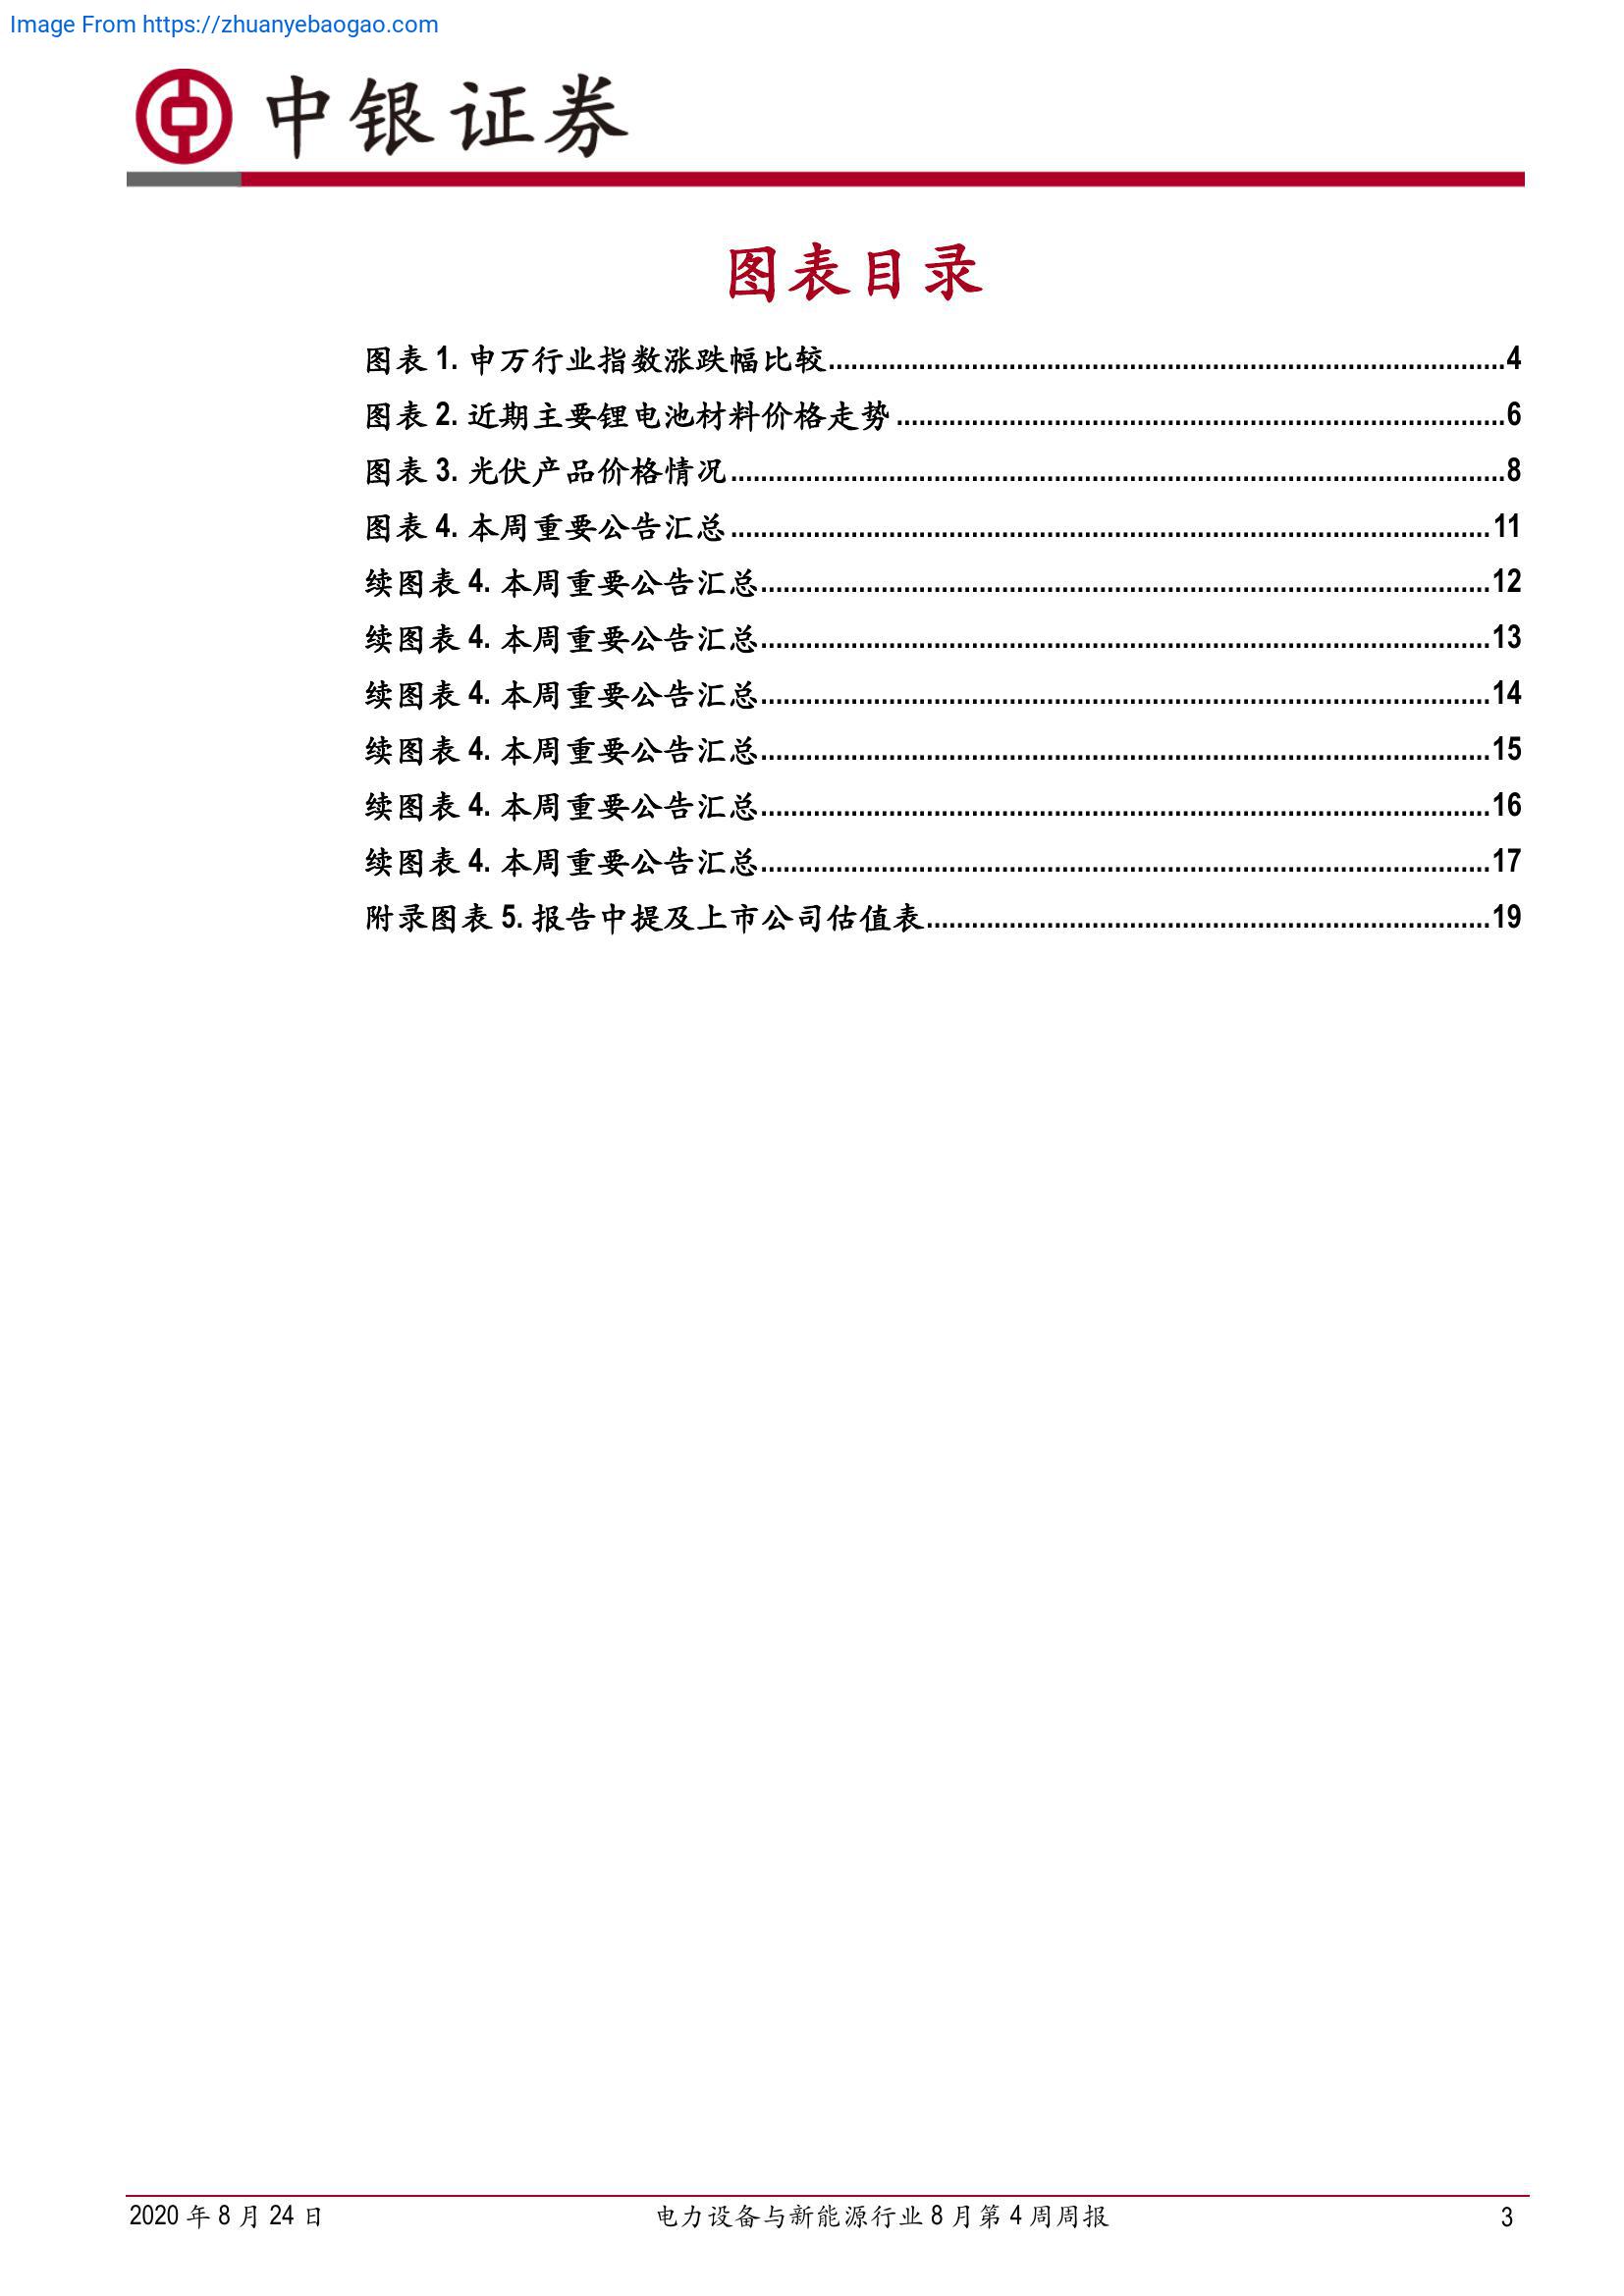 Image From https://zhuanyebaogao.com
中银证券
图表目录
图表 1. 申万行业指数涨跌幅比较..........................................................................................4
图表 2. 近期主要锂电池材料价格走势.................................................................................6
图表 3. 光伏产品价格情况.......................................................................................................8
图表 4. 本周重要公告汇总.....................................................................................................11
续图表 4. 本周重要公告汇总.................................................................................................12
续图表 4. 本周重要公告汇总.................................................................................................13
续图表 4. 本周重要公告汇总.................................................................................................14
续图表 4. 本周重要公告汇总.................................................................................................15
续图表 4. 本周重要公告汇总.................................................................................................16
续图表 4. 本周重要公告汇总.................................................................................................17
附录图表 5. 报告中提及上市公司估值表...........................................................................19
2020 年 8 月 24 日 电力设备与新能源行业 8 月第 4 周周报 3